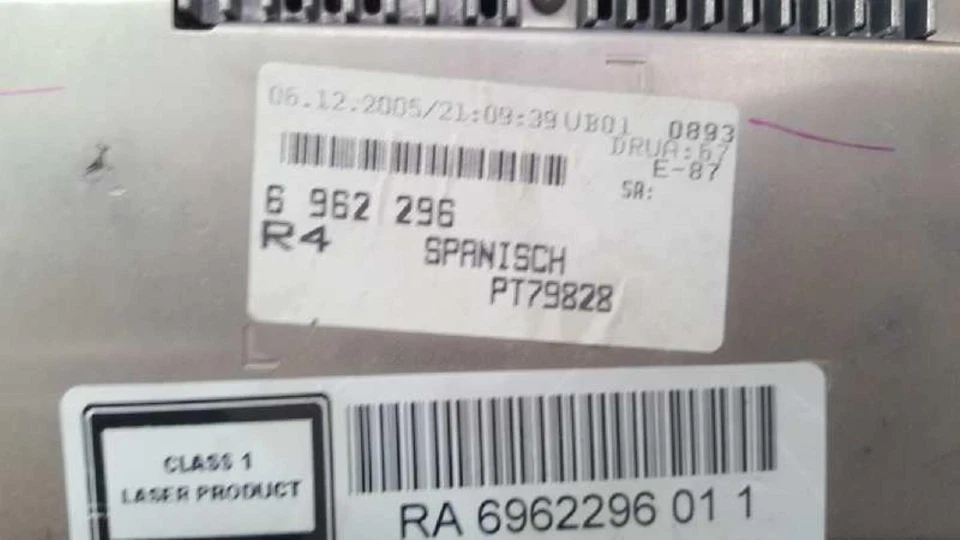 06.12.2005/21:09:39 UB01 0893
DRUA:67
E-87
SA:
6 962 296
R4 SPANISCH
PT79828
CLASS 1
LASER PRODUCT
RA 6962296 01 1